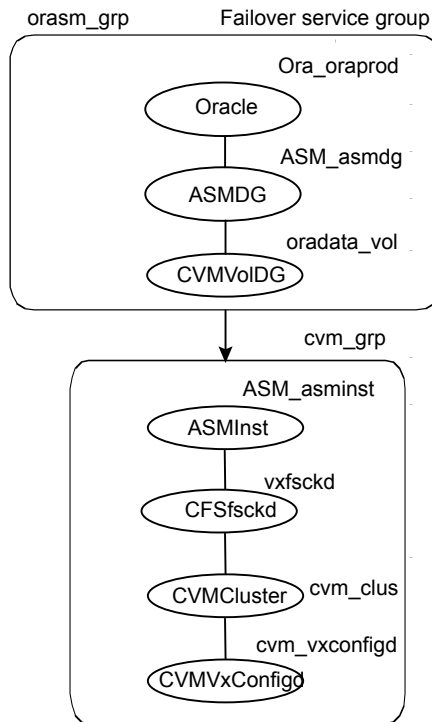 orasm_grp Failover service group
Ora_oraprod
Oracle
ASM_asmdg
ASMDG
oradata_vol
CVMVolDG
cvm_grp
ASM_asminst
ASMInst
vxfsckd
CFSfsckd
CVMCluster cvm_clus
cvm_vxconfigd
CVMVxConfigd